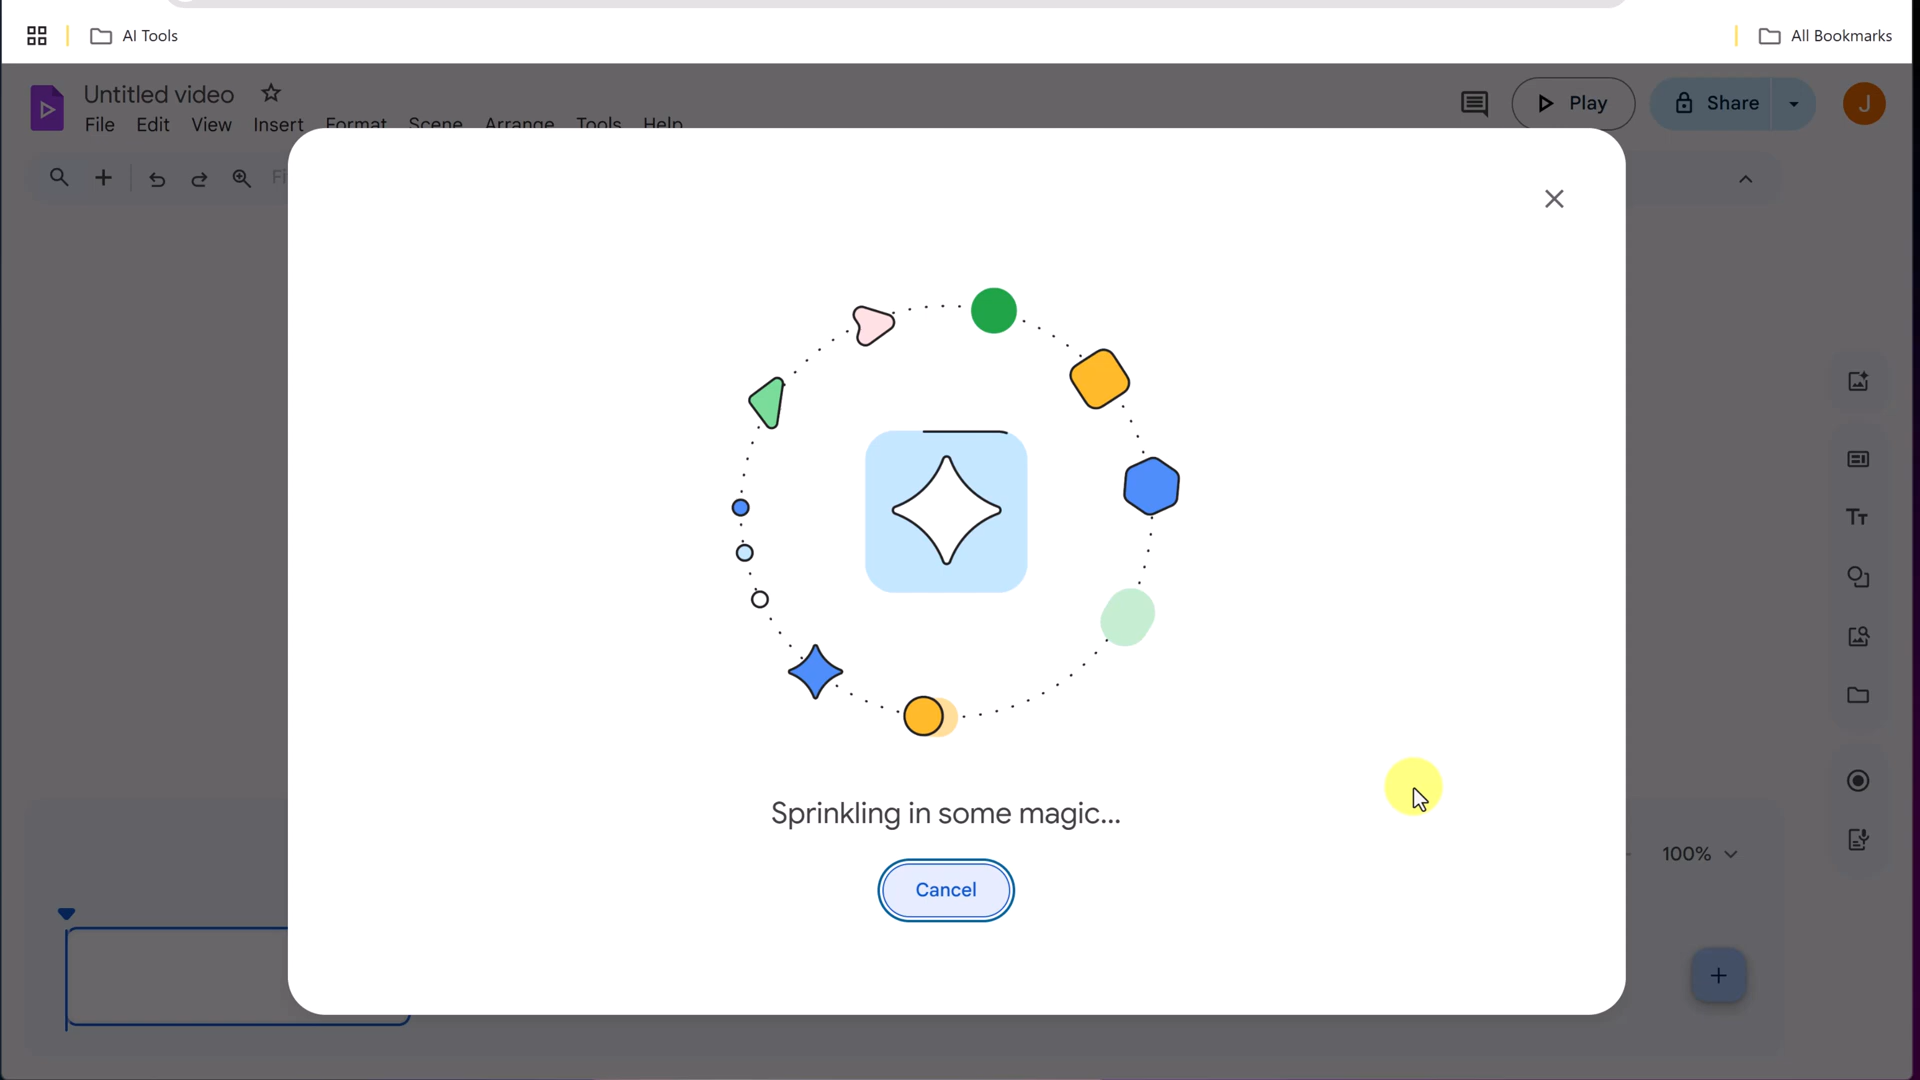 AI Tools
All Bookmarks
Untitled video
File Edit View Insert Format Scene Arrange Tools Help
Play
Share
J
Sprinkling in some magic...
Cancel
Tт
100%